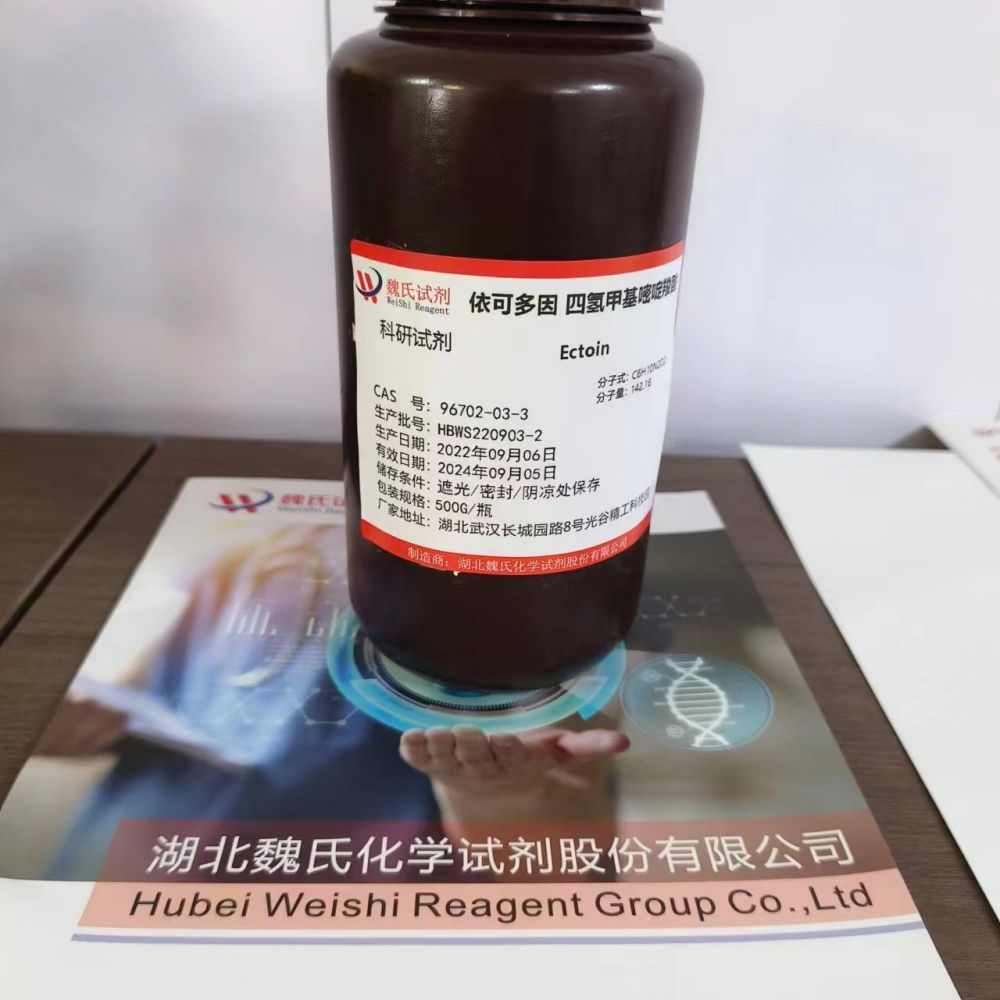 魏氏试剂
WeiShi Reagent
依可多因 四氢甲基嘧啶羧酸
科研试剂
Ectoin
分子式: C6H10N2O2
分子量: 142.16
CAS 号: 96702-03-3
生产批号: HBWS220903-2
生产日期: 2022年09月06日
有效日期: 2024年09月05日
储存条件: 遮光/密封/阴凉处保存
包装规格: 500G/瓶
厂家地址: 湖北武汉长城园路8号光谷精工科技园
制造商: 湖北魏氏化学试剂股份有限公司
魏氏试
Weishi Re
湖北魏氏化学试剂股份有限公司
Hubei Weishi Reagent Group Co.,Ltd